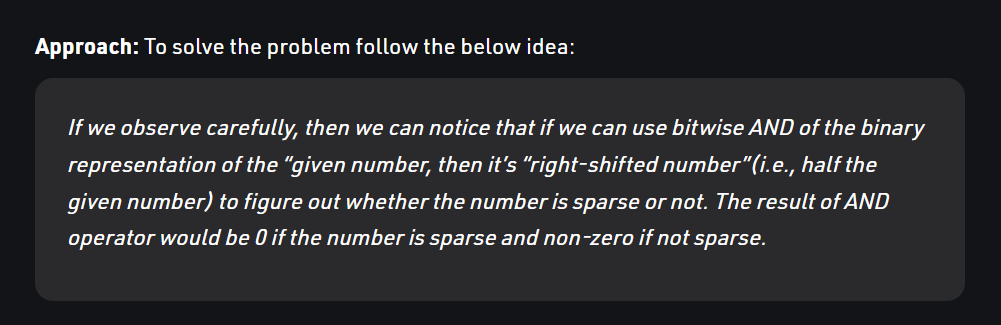 Approach: To solve the problem follow the below idea:
If we observe carefully, then we can notice that if we can use bitwise AND of the binary
representation of the “given number, then it’s “right-shifted number”(i.e., half the
given number) to figure out whether the number is sparse or not. The result of AND
operator would be 0 if the number is sparse and non-zero if not sparse.